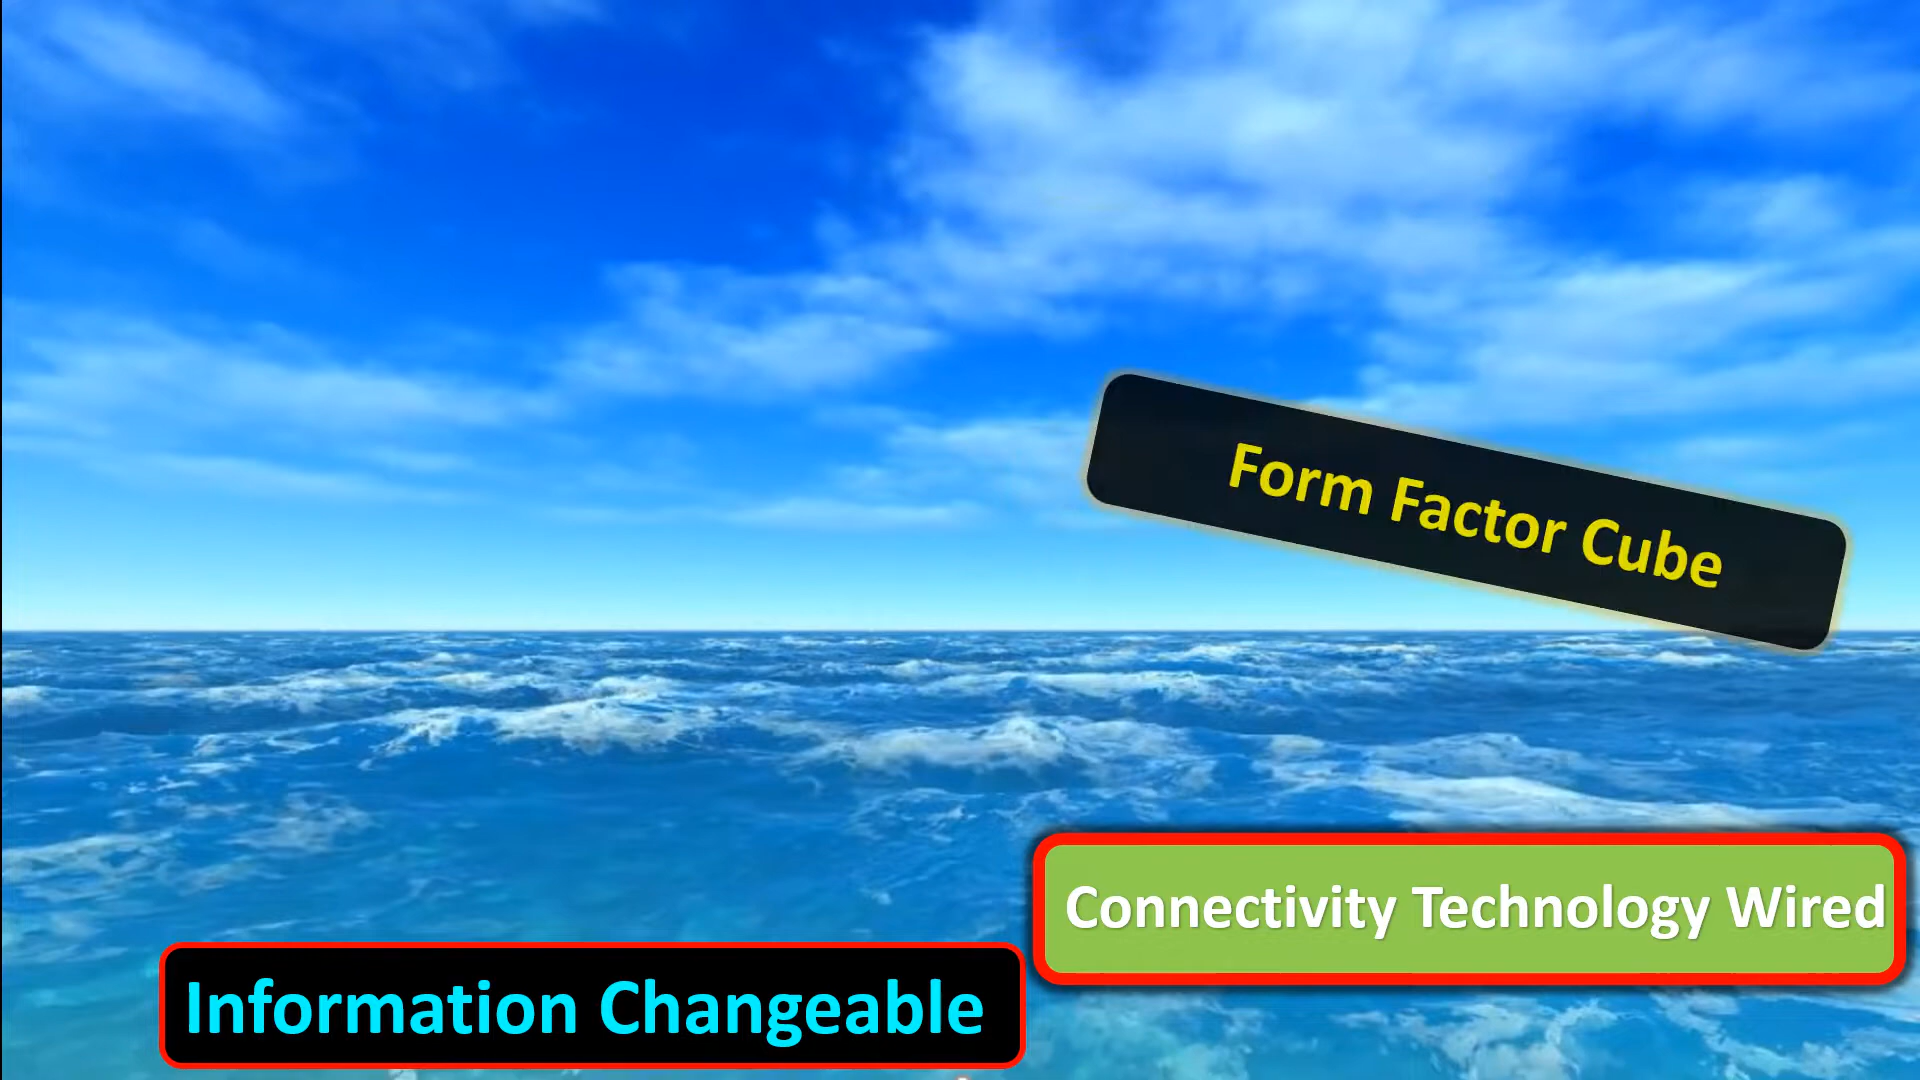 Form Factor Cube
Connectivity Technology Wired
Information Changeable